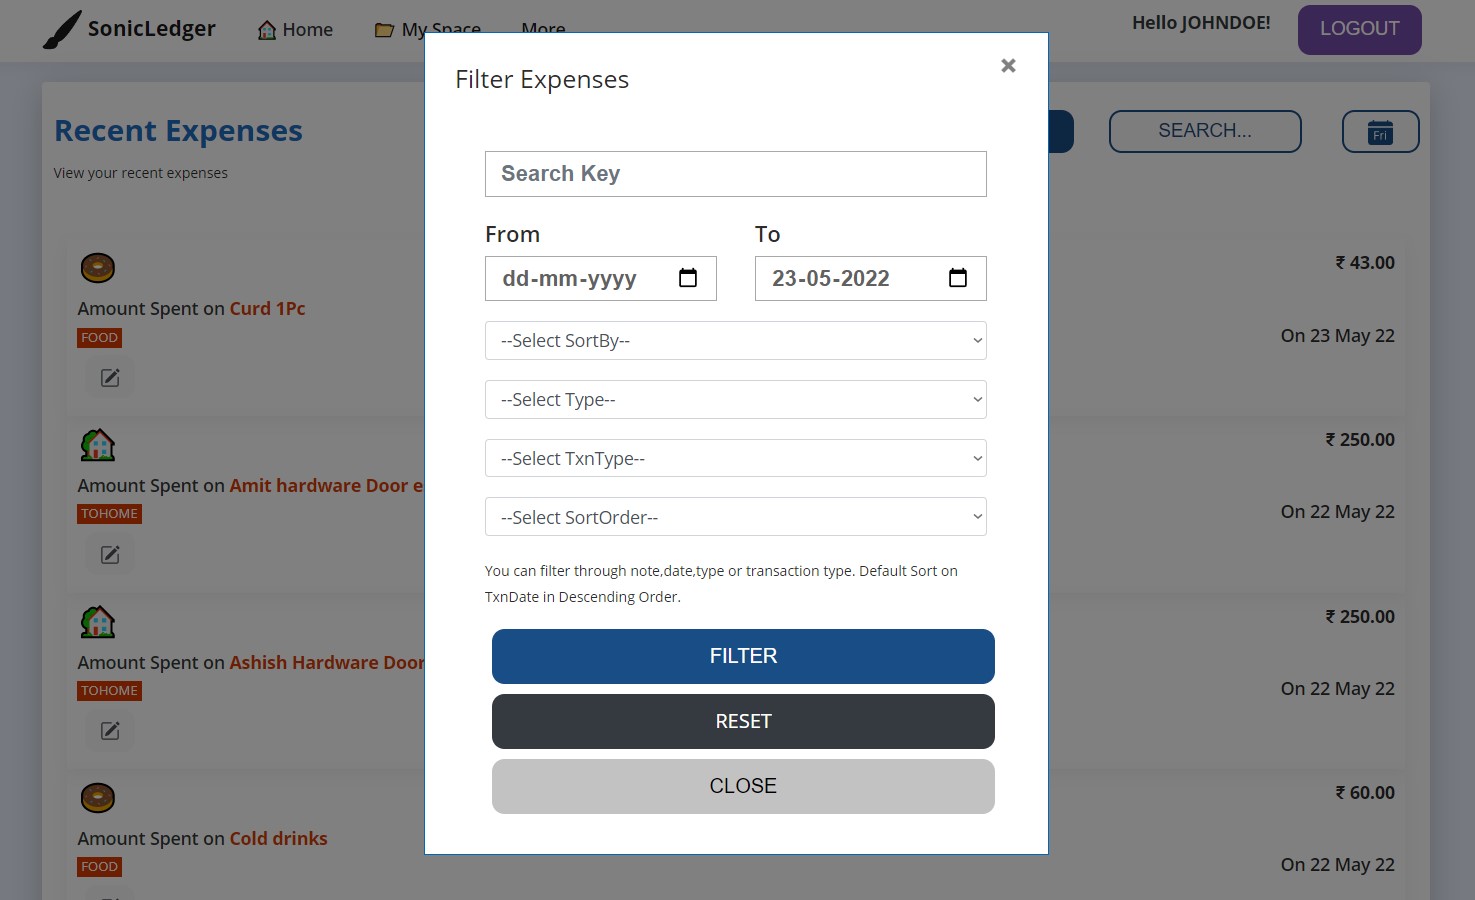 SonicLedger
Home
My Space
More
Hello JOHNDOE!
LOGOUT
Recent Expenses
View your recent expenses
SEARCH...
Fri
Filter Expenses
×
Search Key
From
To
dd-mm-yyyy
23-05-2022
--Select SortBy--
--Select Type--
--Select TxnType--
--Select SortOrder--
You can filter through note,date,type or transaction type. Default Sort on
TxnDate in Descending Order.
FILTER
RESET
CLOSE
₹ 43.00
Amount Spent on Curd 1Pc
FOOD
On 23 May 22
₹ 250.00
Amount Spent on Amit hardware Door e
TOHOME
On 22 May 22
₹ 250.00
Amount Spent on Ashish Hardware Door
TOHOME
On 22 May 22
₹ 60.00
Amount Spent on Cold drinks
FOOD
On 22 May 22